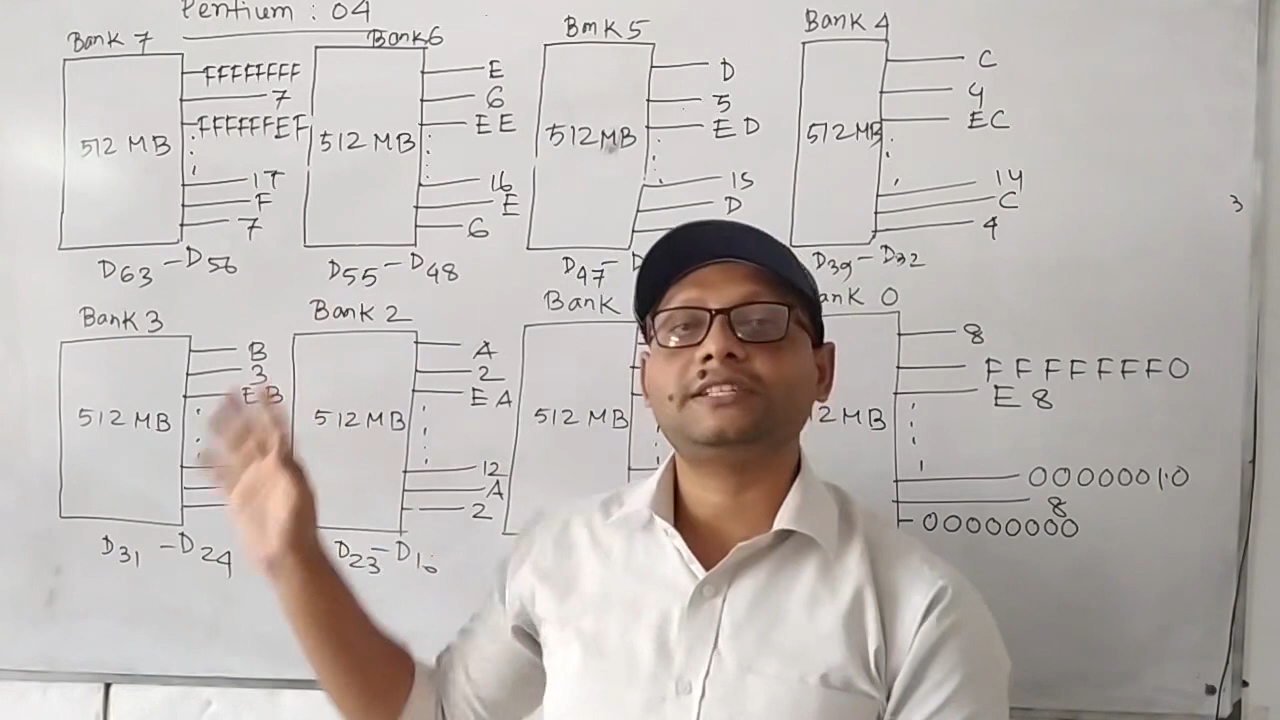 Pentium : 04
Bank 7
512 MB
FFFFFFFF
7
FFFFFFEF
17
F
7
D63 - D56
Bank 6
512 MB
E
6
EE
16
E
6
D55 - D48
Bank 5
512 MB
D
5
ED
15
D
D47 -
Bank 4
512 MB
C
4
EC
14
C
4
D39 - D32
3
Bank 3
512 MB
B
3
EB
D31 - D24
Bank 2
512 MB
A
2
EA
12
A
2
D23 - D16
Bank
512 MB
0
8
FFFFFFF0
E8
MB
00000010
8
00000000